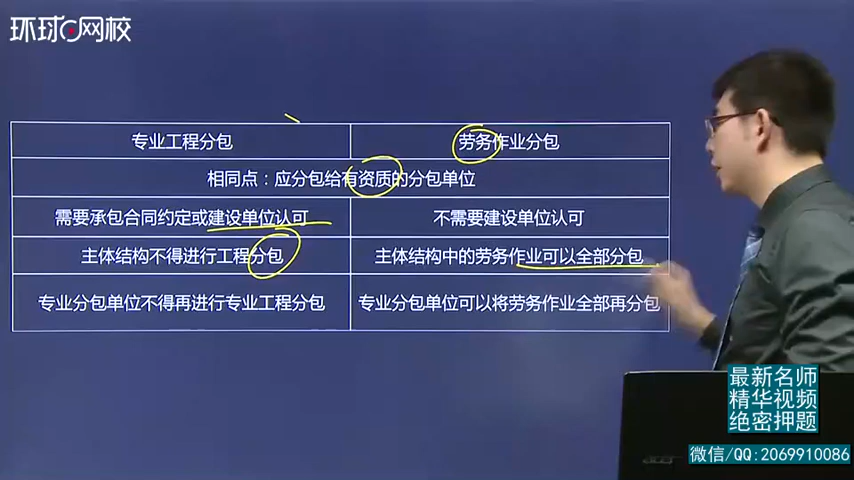 环球网校
专业工程分包
劳务作业分包
相同点：应分包给有资质的分包单位
需要承包合同约定或建设单位认可
不需要建设单位认可
主体结构不得进行工程分包
主体结构中的劳务作业可以全部分包
专业分包单位不得再进行专业工程分包
专业分包单位可以将劳务作业全部再分包
最新名师
精华视频
绝密押题
微信/QQ:2069910086
acer